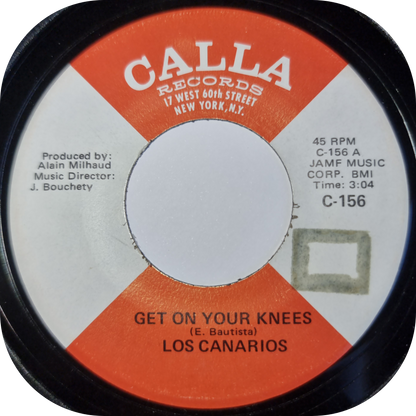 CALLA
RECORDS
17 WEST 60th STREET
NEW YORK, N.Y.
Produced by:
Alain Milhaud
Music Director:
J. Bouchety
45 RPM
C-156 A
JAMF MUSIC
CORP. BMI
Time: 3:04
C-156
GET ON YOUR KNEES
(E. Bautista)
LOS CANARIOS